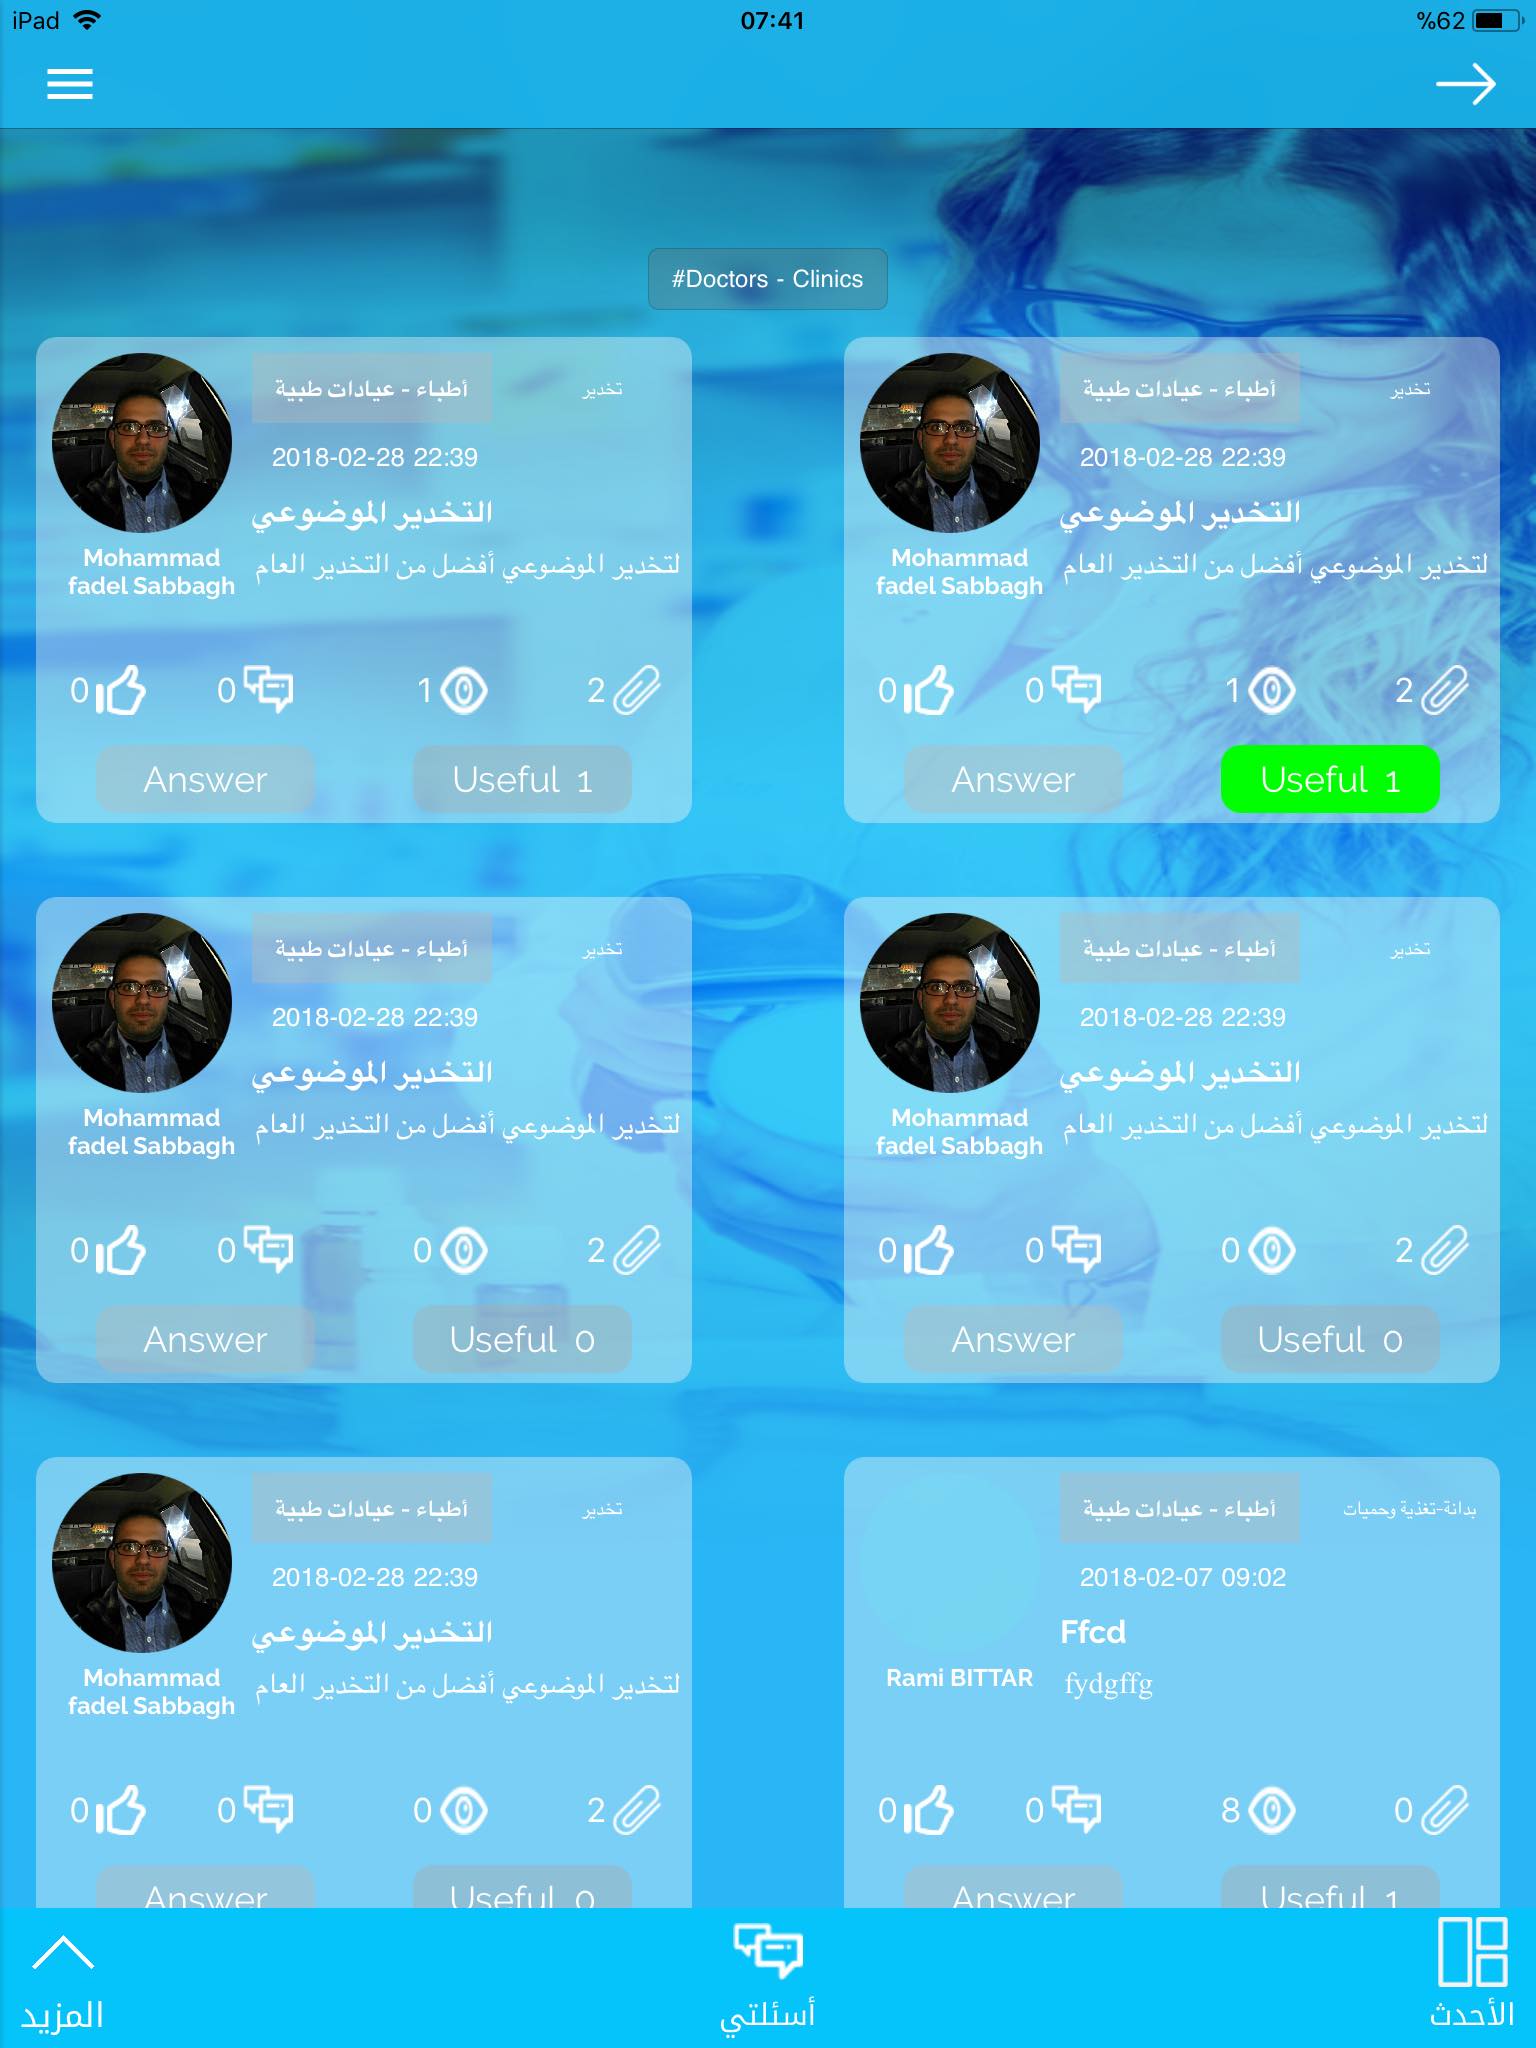 iPad
07:41
%62
#Doctors - Clinics
أطباء - عيادات طبية
تخدير
2018-02-28 22:39
التخدير الموضوعي
Mohammad
fadel Sabbagh
لتخدير الموضوعي أفضل من التخدير العام
0
0
1
2
Answer
Useful 1
أطباء - عيادات طبية
تخدير
2018-02-28 22:39
التخدير الموضوعي
Mohammad
fadel Sabbagh
لتخدير الموضوعي أفضل من التخدير العام
0
0
1
2
Answer
Useful 1
أطباء - عيادات طبية
تخدير
2018-02-28 22:39
التخدير الموضوعي
Mohammad
fadel Sabbagh
لتخدير الموضوعي أفضل من التخدير العام
0
0
0
2
Answer
Useful 0
أطباء - عيادات طبية
تخدير
2018-02-28 22:39
التخدير الموضوعي
Mohammad
fadel Sabbagh
لتخدير الموضوعي أفضل من التخدير العام
0
0
0
2
Answer
Useful 0
أطباء - عيادات طبية
تخدير
2018-02-28 22:39
التخدير الموضوعي
Mohammad
fadel Sabbagh
لتخدير الموضوعي أفضل من التخدير العام
0
0
0
2
Answer
Useful 0
أطباء - عيادات طبية
بدانة-تغذية وحميات
2018-02-07 09:02
Ffcd
Rami BITTAR
fydgffg
0
0
8
0
Answer
Useful 1
المزيد
أسئلتي
الأحدث